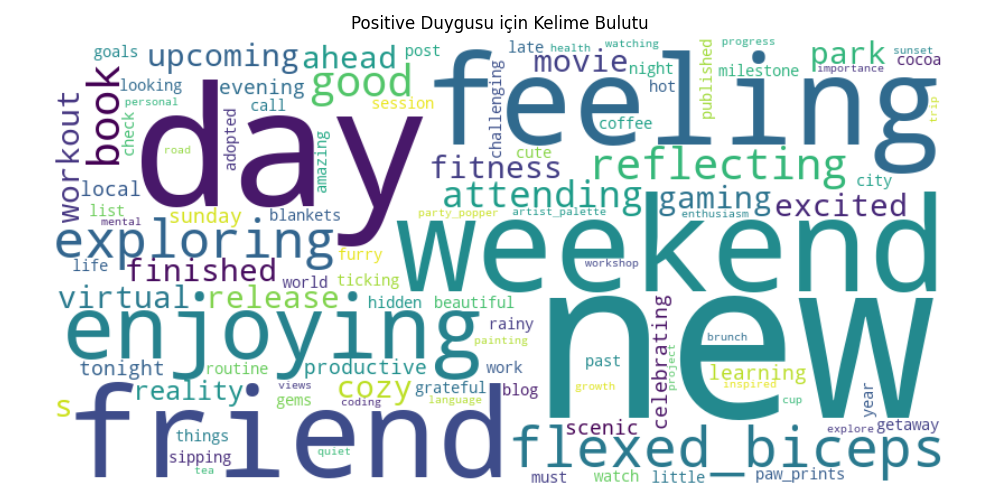 Positive Duygusu için Kelime Bulutu
goals
upcoming
ahead
post
late
health
watching
progress
park
sunset
looking
evening
good
movie
night
published
milestone
importance
cocoa
personal
book
check
call
session
feeling
hot
trip
workout
day
road
adopted
amazing
challenging
coffee
cute
fitness
reflecting
city
local
attending
gaming
excited
list
sunday
blankets
party_popper
artist_palette
enthusiasm
mental
exploring
furry
weekend
life
finished
world
ticking
workshop
virtual
release
hidden
beautiful
new
enjoying
rainy
celebrating
painting
brunch
tonight
routine
productive
work
past
project
learning
reality
views
cozy
grateful
blog
growth
inspired
s
gems
coding
language
cup
year
friend
scenic
explore
getaway
things
flexed_biceps
sipping
quiet
tea
must
watch
little
paw_prints